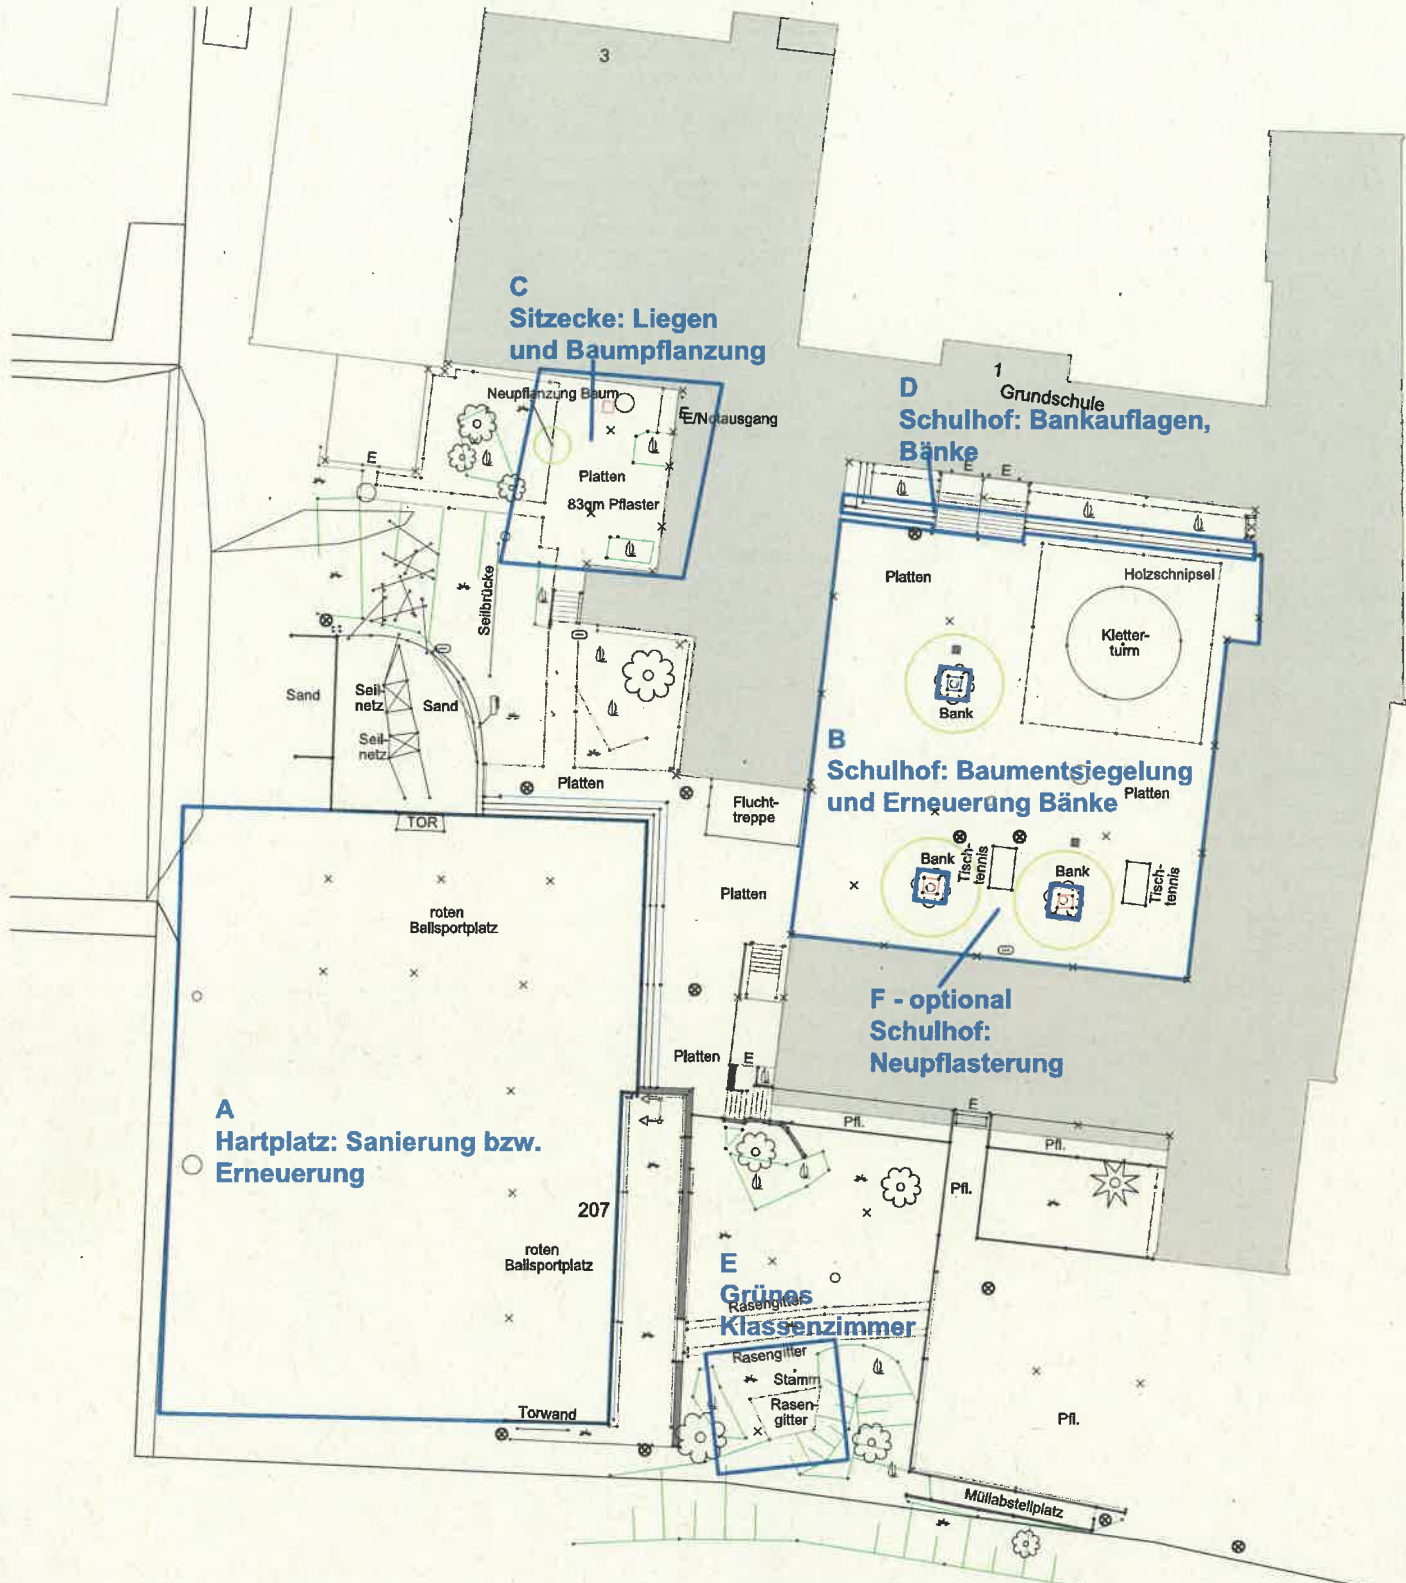 3
C
Sitzecke: Liegen
und Baumpflanzung
Neupflanzung Baum
E/Notausgang
E
Platten
83qm Pflaster
1
Grundschule
D
Schulhof: Bankauflagen,
Bänke
E
E
E
Platten
Holzschnipsel
Kletter-
turm
Bank
Seilbrücke
Sand
Seil-
netz
Sand
Seil-
netz
B
Schulhof: Baumentsiegelung
und Erneuerung Bänke
Platten
Platten
Flucht-
treppe
TOR
Bank
Tisch-
tennis
Bank
Tisch-
tennis
Platten
roten
Ballsportplatz
F - optional
Schulhof:
Neupflasterung
Platten
E
A
Hartplatz: Sanierung bzw.
Erneuerung
E
Pfl.
Pfl.
Pfl.
207
roten
Ballsportplatz
E
Grünes
Rasengitter
Klassenzimmer
Rasengitter
Stamm
Rasen-
gitter
Torwand
Pfl.
Müllabstellplatz